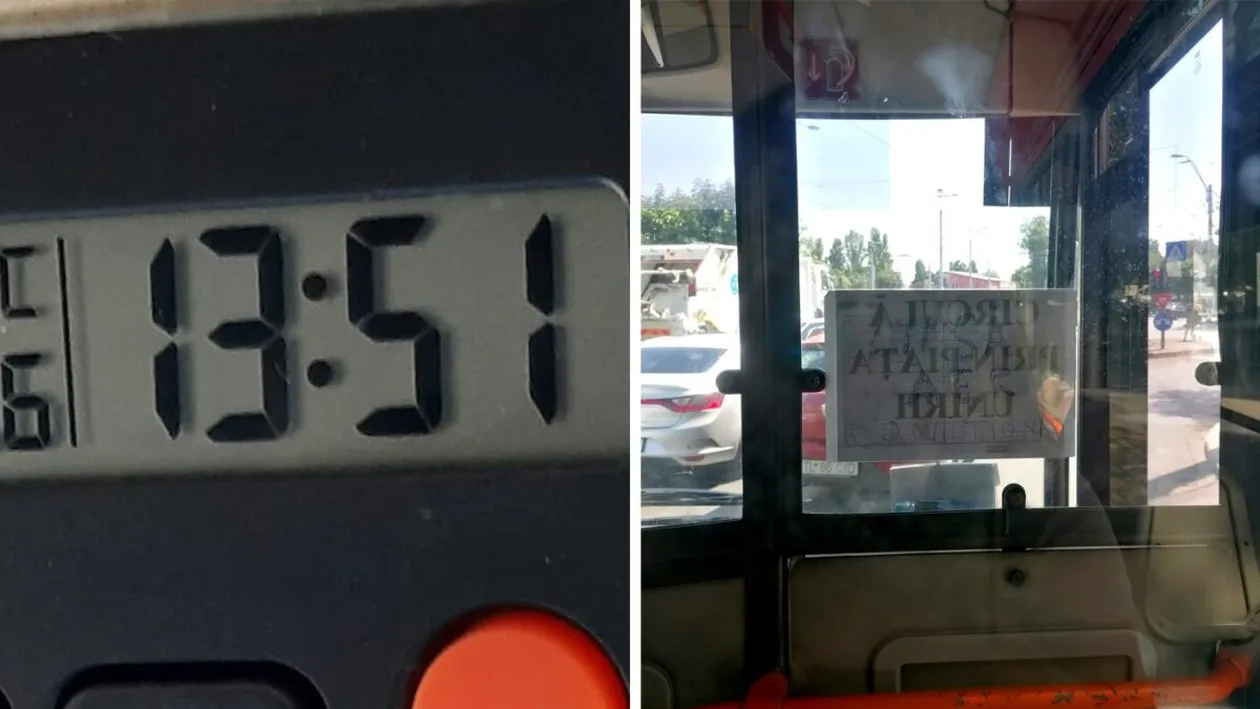 13:51
CIRCULĂ
PRIN PIAȚA
UNIRII